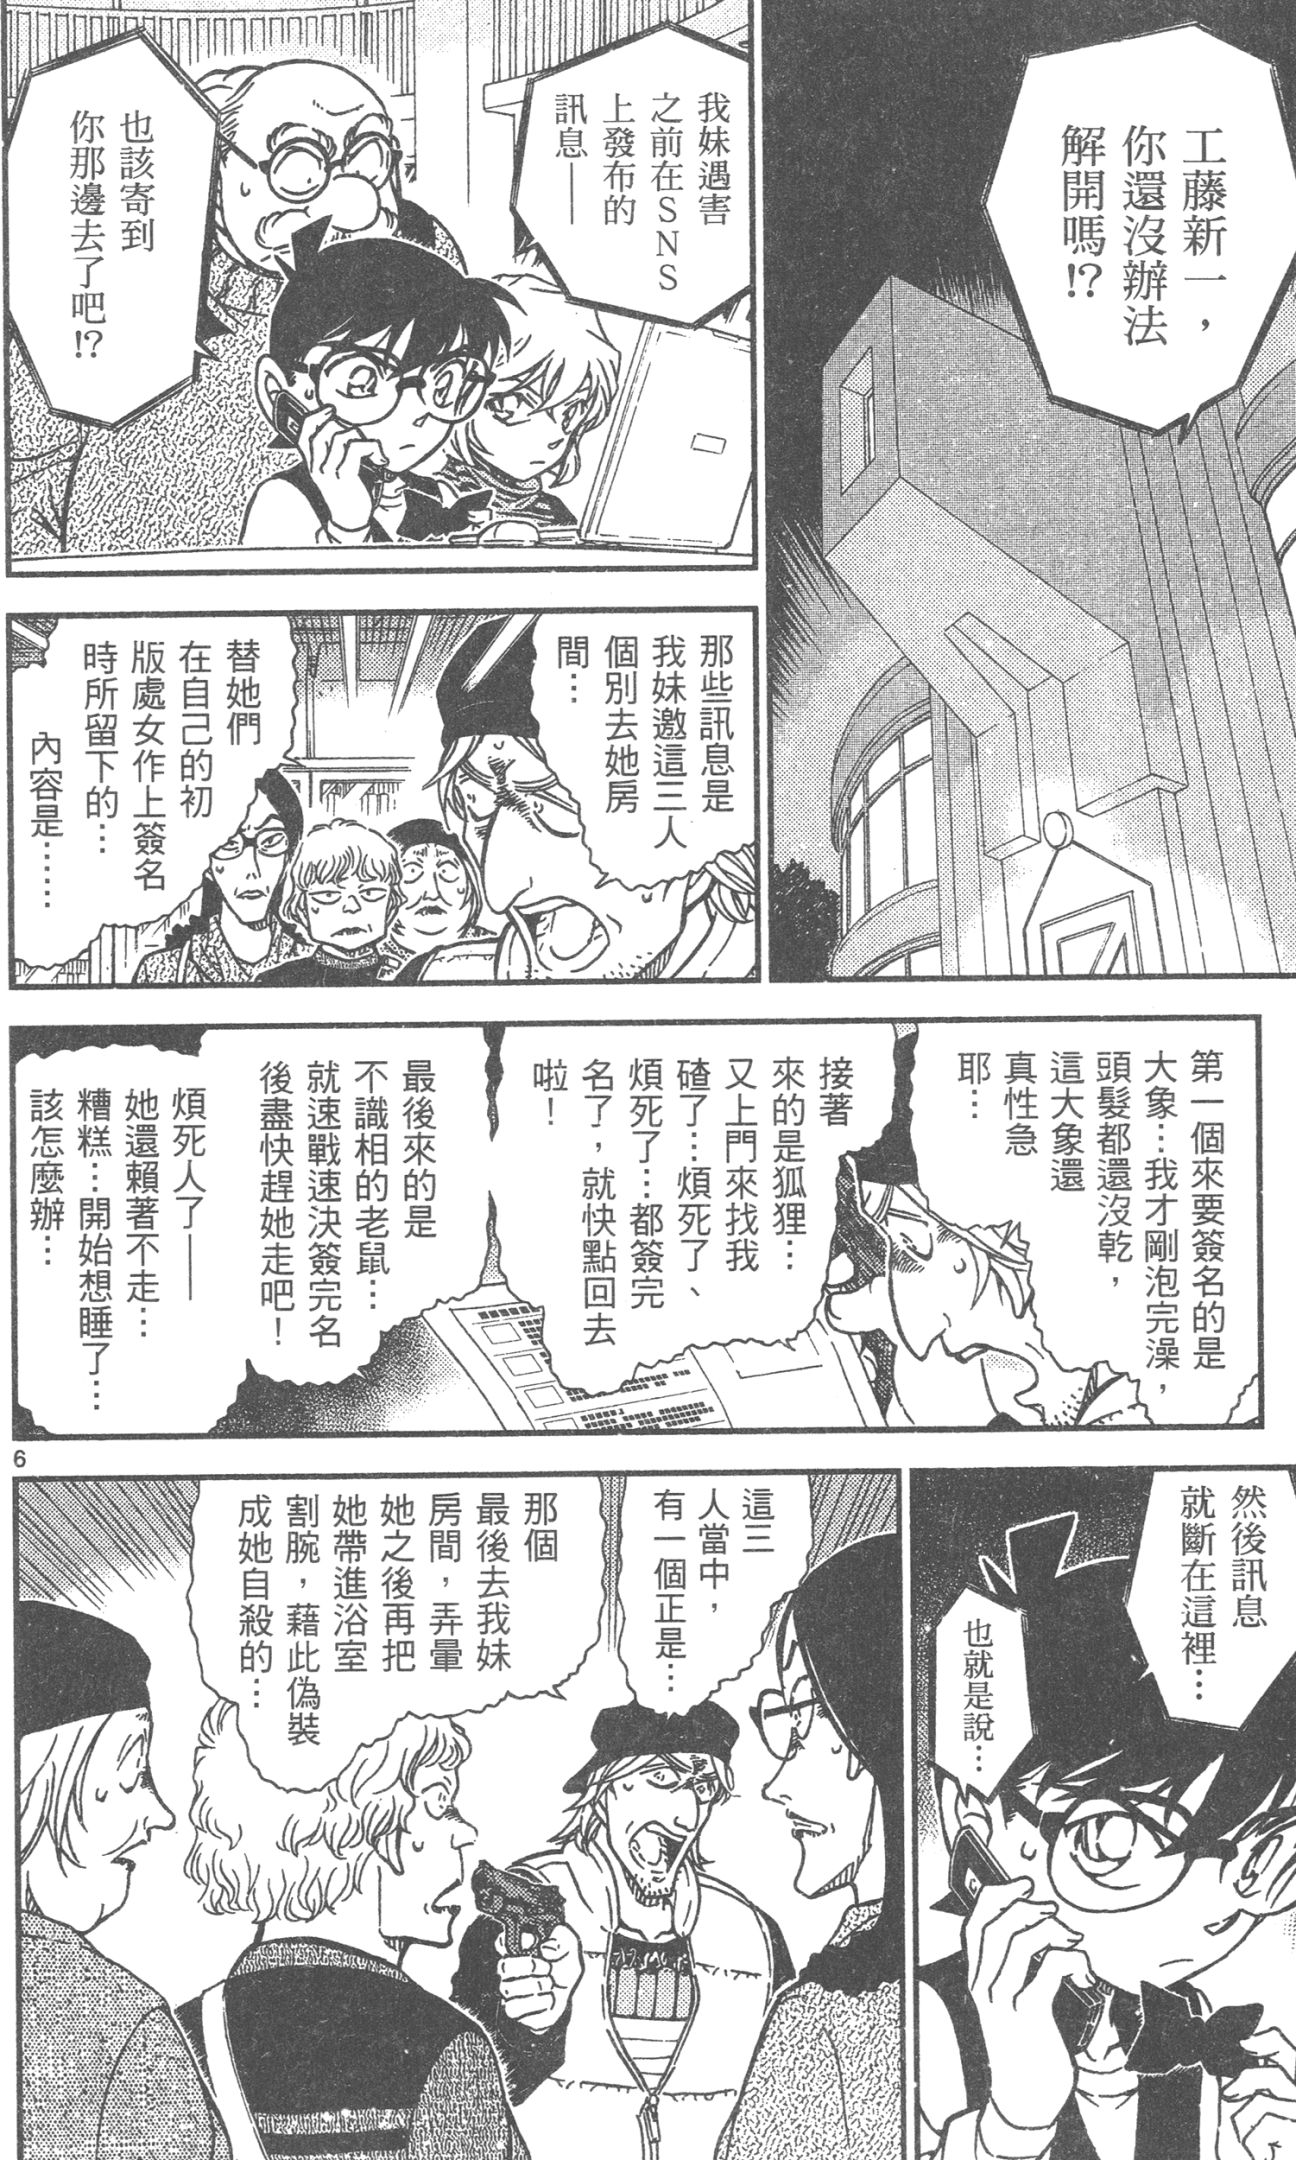 工藤新一，
你還沒辦法
解開嗎!?
我妹遇害
之前在SNS
上發布的
訊息──
也該寄到
你那邊去了吧!?
那些訊息是
我妹邀這三人
個別去她房
間…
替她們
在自己的初
版處女作上簽名
時所留下的…
內容是……
第一個來要簽名的是
大象…我才剛泡完澡，
頭髮都還沒乾，
這大象還
真性急
耶…
接著
來的是狐狸…
又上門來找我
碴了…煩死了、
煩死了…都簽完
名了，就快點回去
啦！
最後來的是
不識相的老鼠…
就速戰速決簽完名
後盡快趕她走吧！
煩死人了──
她還賴著不走…
糟糕…開始想睡了…
該怎麼辦…
6
然後訊息
就斷在這裡…
也就是說…
這三
人當中，
有一個正是…
那個
最後去我妹
房間，弄暈
她之後再把
她帶進浴室
割腕，藉此偽裝
成她自殺的…